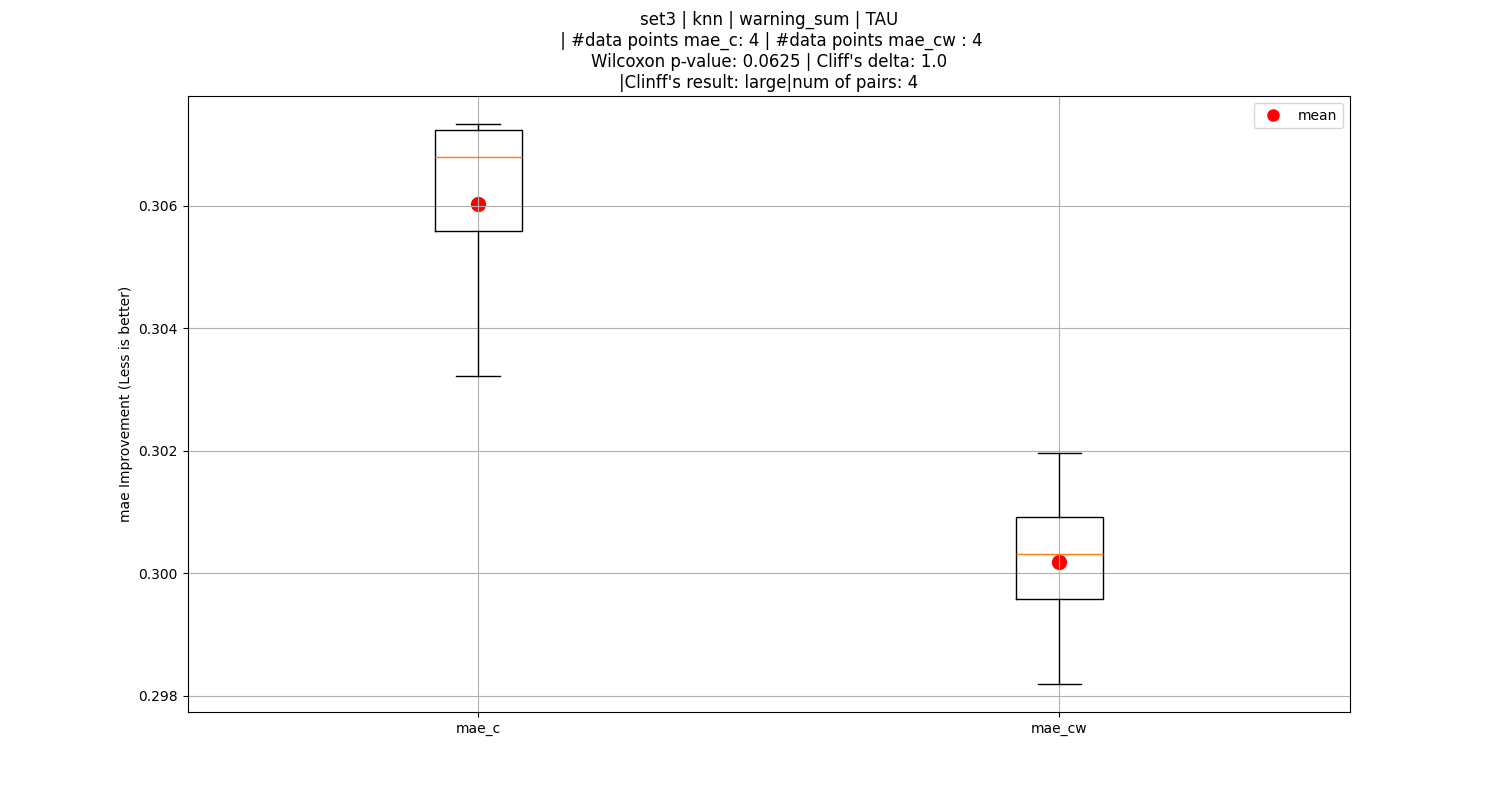 set3 | knn | warning_sum | TAU
| #data points mae_c: 4 | #data points mae_cw : 4
Wilcoxon p-value: 0.0625 | Cliff's delta: 1.0
|Clinff's result: large|num of pairs: 4
mean
mae Improvement (Less is better)
0.306
0.304
0.302
0.300
0.298
mae_c
mae_cw